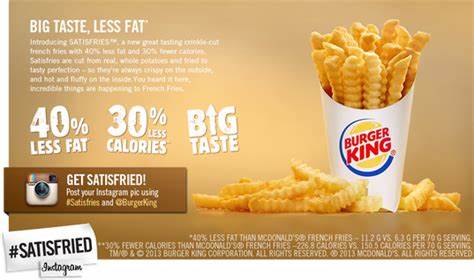 BIG TASTE, LESS FAT*
Introducing SATISFRIES™, a new great tasting crinkle-cut
french fries with 40% less fat and 30% fewer calories.
Satisfries are cut from real, whole potatoes and fried to
tasty perfection – so they're always crispy on the outside,
and hot and fluffy on the inside. You heard it here,
incredible things are happening to French Fries.
40% LESS FAT* 30% LESS CALORIES** BIG TASTE
BURGER KING
GET SATISFRIED!
Post your Instagram pic using
#Satisfries and @BurgerKing
#SATISFRIED
Instagram
*40% LESS FAT THAN MCDONALD'S® FRENCH FRIES – 11.2 G VS. 6.3 G PER 70 G SERVING.
**30% FEWER CALORIES THAN MCDONALD'S® FRENCH FRIES –226.8 CALORIES VS. 150.5 CALORIES PER 70 G SERVING.
TM & © 2013 BURGER KING CORPORATION. ALL RIGHTS RESERVED. © 2013 MCDONALD'S. ALL RIGHTS RESERVED.